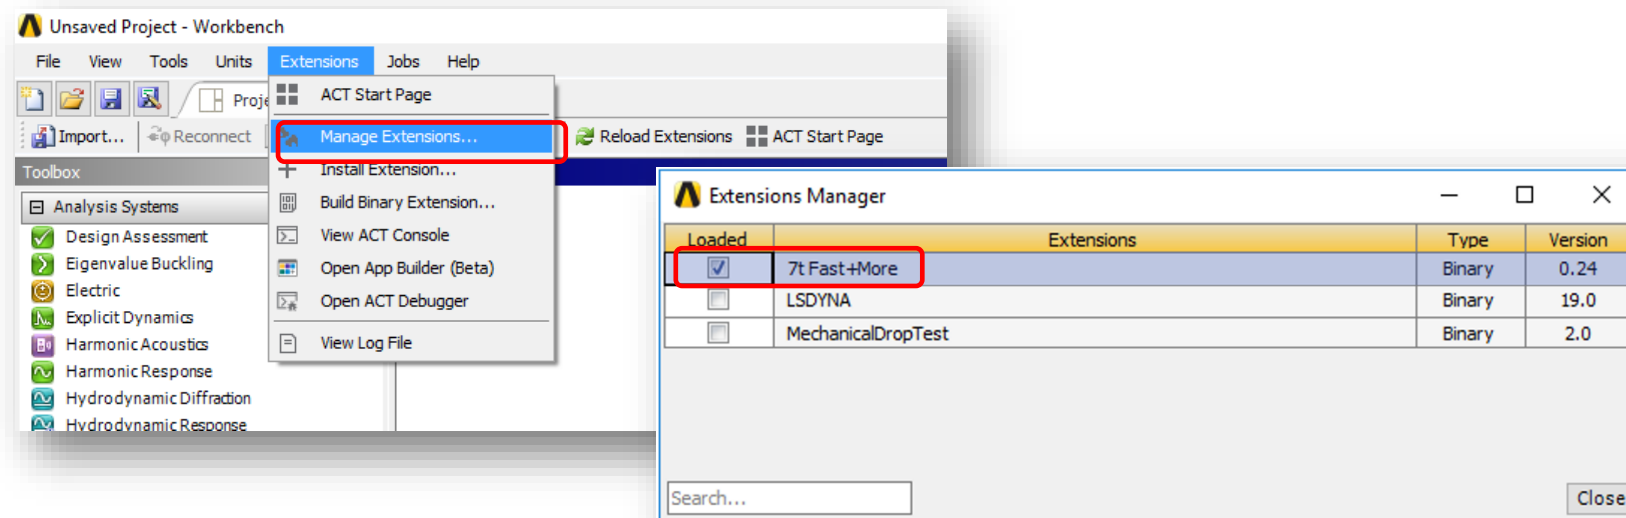 Unsaved Project - Workbench
File View Tools Units Extensions Jobs Help
ACT Start Page
Proje
Import... Reconnect Manage Extensions... Reload Extensions ACT Start Page
Toolbox
Install Extension...
Analysis Systems
Build Binary Extension...
Design Assessment
View ACT Console
Eigenvalue Buckling
Open App Builder (Beta)
Electric
Open ACT Debugger
Explicit Dynamics
Harmonic Acoustics
View Log File
Harmonic Response
Hydrodynamic Diffraction
Hydrodynamic Response
Extensions Manager
Loaded Extensions Type Version
7t Fast+More Binary 0.24
LSDYNA Binary 19.0
MechanicalDropTest Binary 2.0
Search... Close